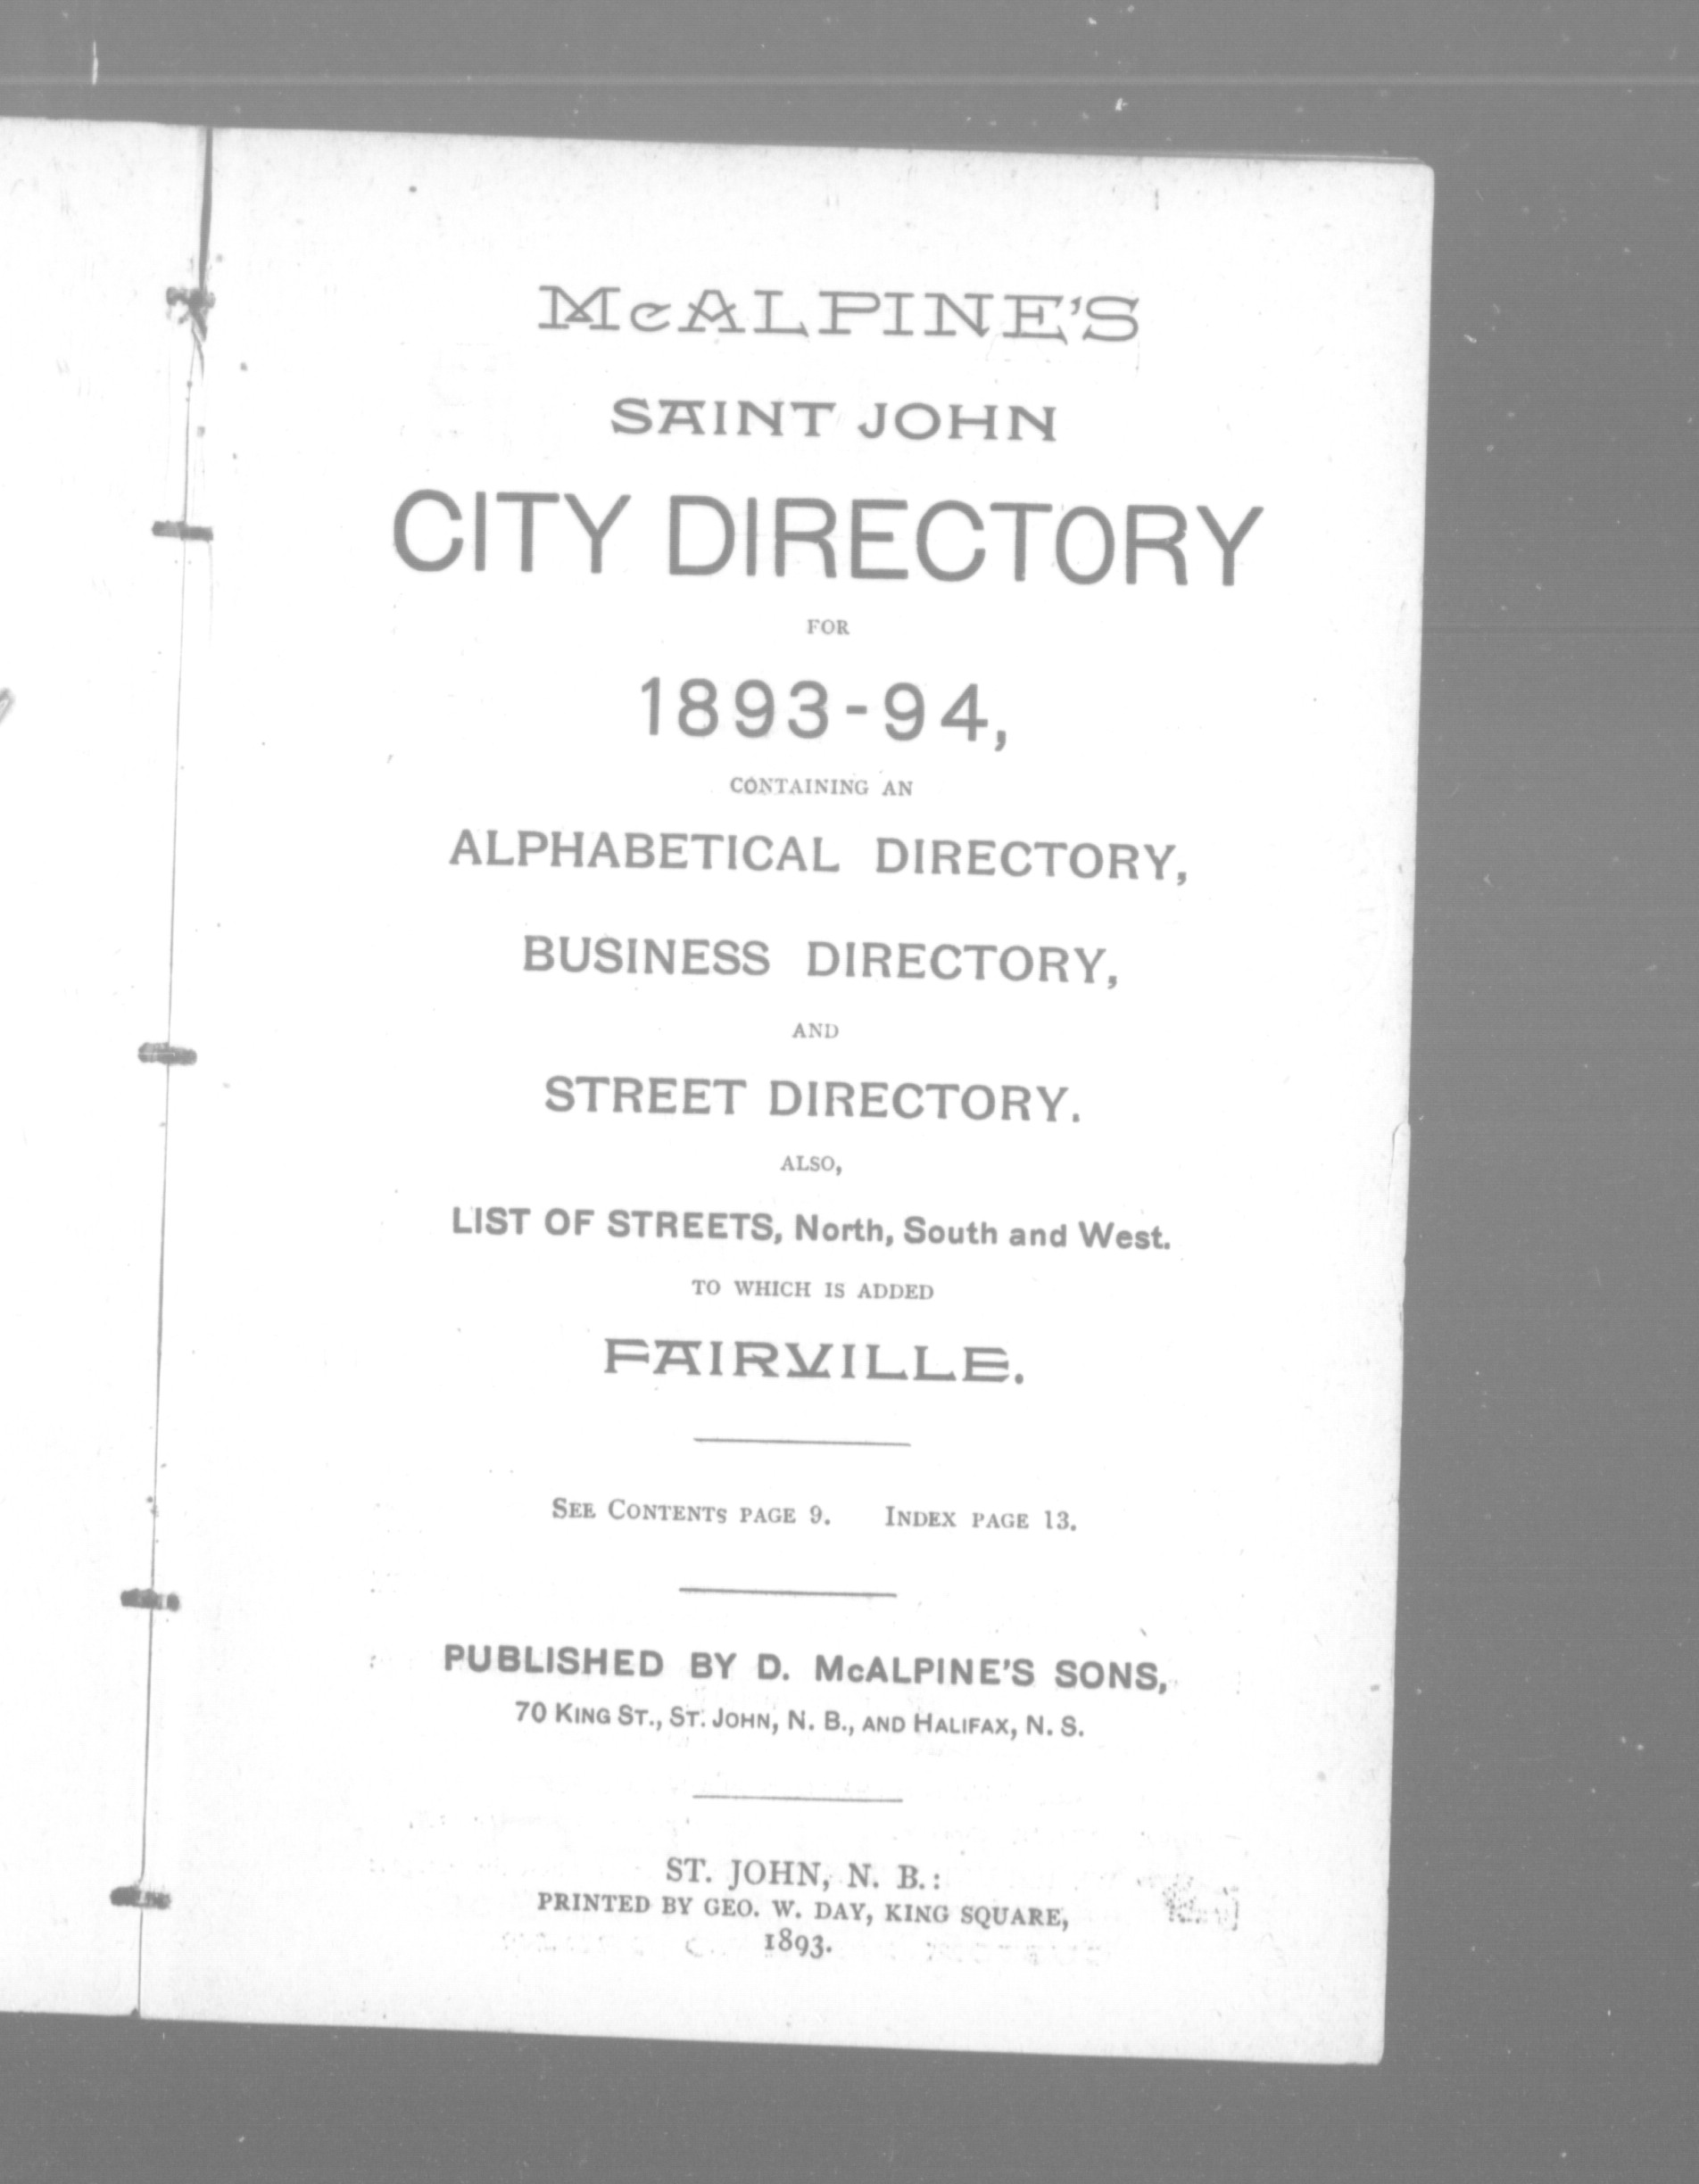 McALPINE'S
SAINT JOHN
CITY DIRECTORY
FOR
1893-94,
CONTAINING AN
ALPHABETICAL DIRECTORY,
BUSINESS DIRECTORY,
AND
STREET DIRECTORY.
ALSO,
LIST OF STREETS, North, South and West.
TO WHICH IS ADDED
FAIRVILLE.
SEE CONTENTS PAGE 9. INDEX PAGE 13.
PUBLISHED BY D. McALPINE'S SONS,
70 KING ST., ST. JOHN, N. B., AND HALIFAX, N. S.
ST. JOHN, N. B.:
PRINTED BY GEO. W. DAY, KING SQUARE,
1893.